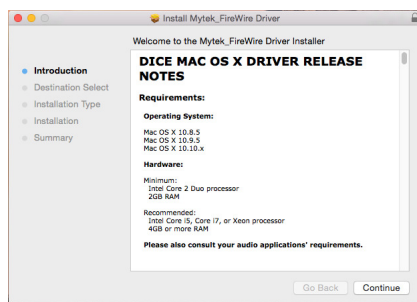 Install Mytek_FireWire Driver
Welcome to the Mytek_FireWire Driver Installer
Introduction
Destination Select
Installation Type
Installation
Summary
DICE MAC OS X DRIVER RELEASE
NOTES
Requirements:
Operating System:
Mac OS X 10.8.5
Mac OS X 10.9.5
Mac OS X 10.10.x
Hardware:
Minimum:
Intel Core 2 Duo processor
2GB RAM
Recommended:
Intel Core i5, Core i7, or Xeon processor
4GB or more RAM
Please also consult your audio applications' requirements.
Go Back
Continue